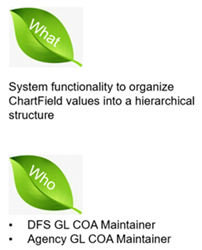 What
System functionality to organize
ChartField values into a hierarchical
structure
Who
• DFS GL COA Maintainer
• Agency GL COA Maintainer